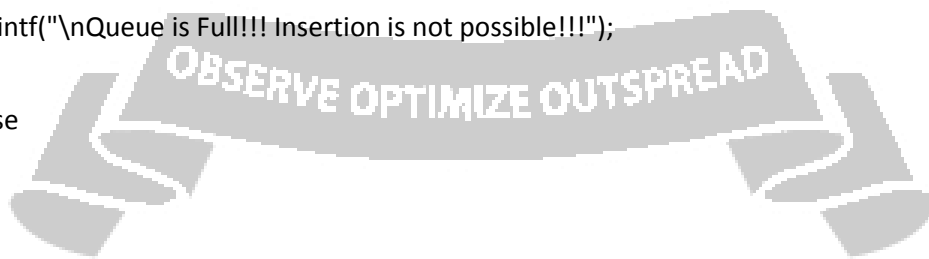 intf("\nQueue is Full!!! Insertion is not possible!!!");
OBSERVE OPTIMIZE OUTSPREAD
se